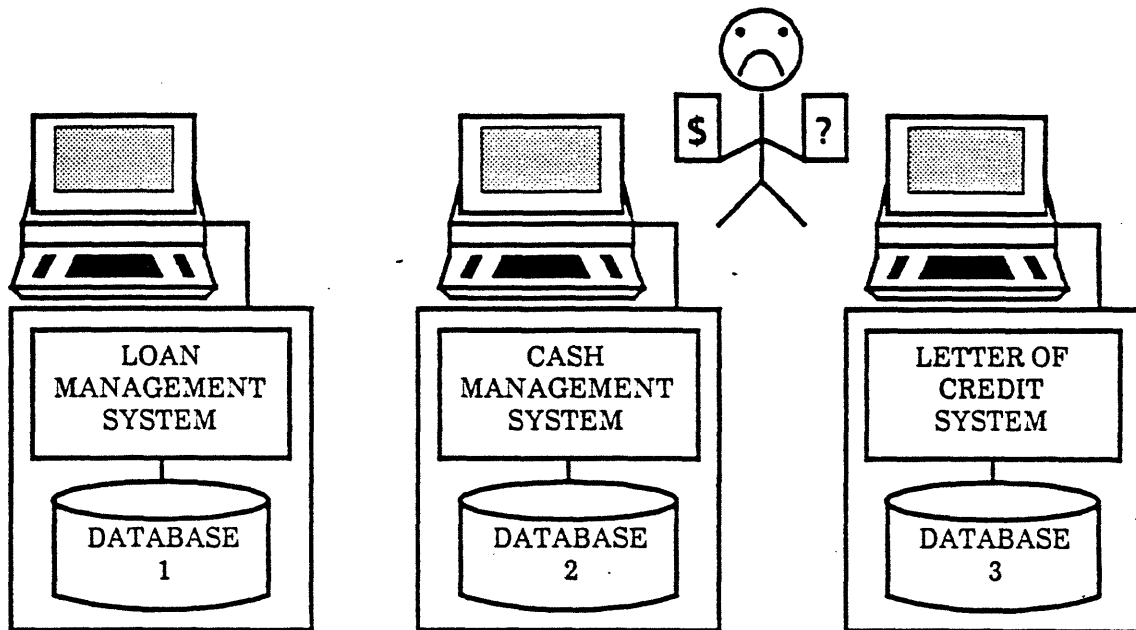 $ ?
LOAN
MANAGEMENT
SYSTEM
DATABASE
1
CASH
MANAGEMENT
SYSTEM
DATABASE
2
LETTER OF
CREDIT
SYSTEM
DATABASE
3